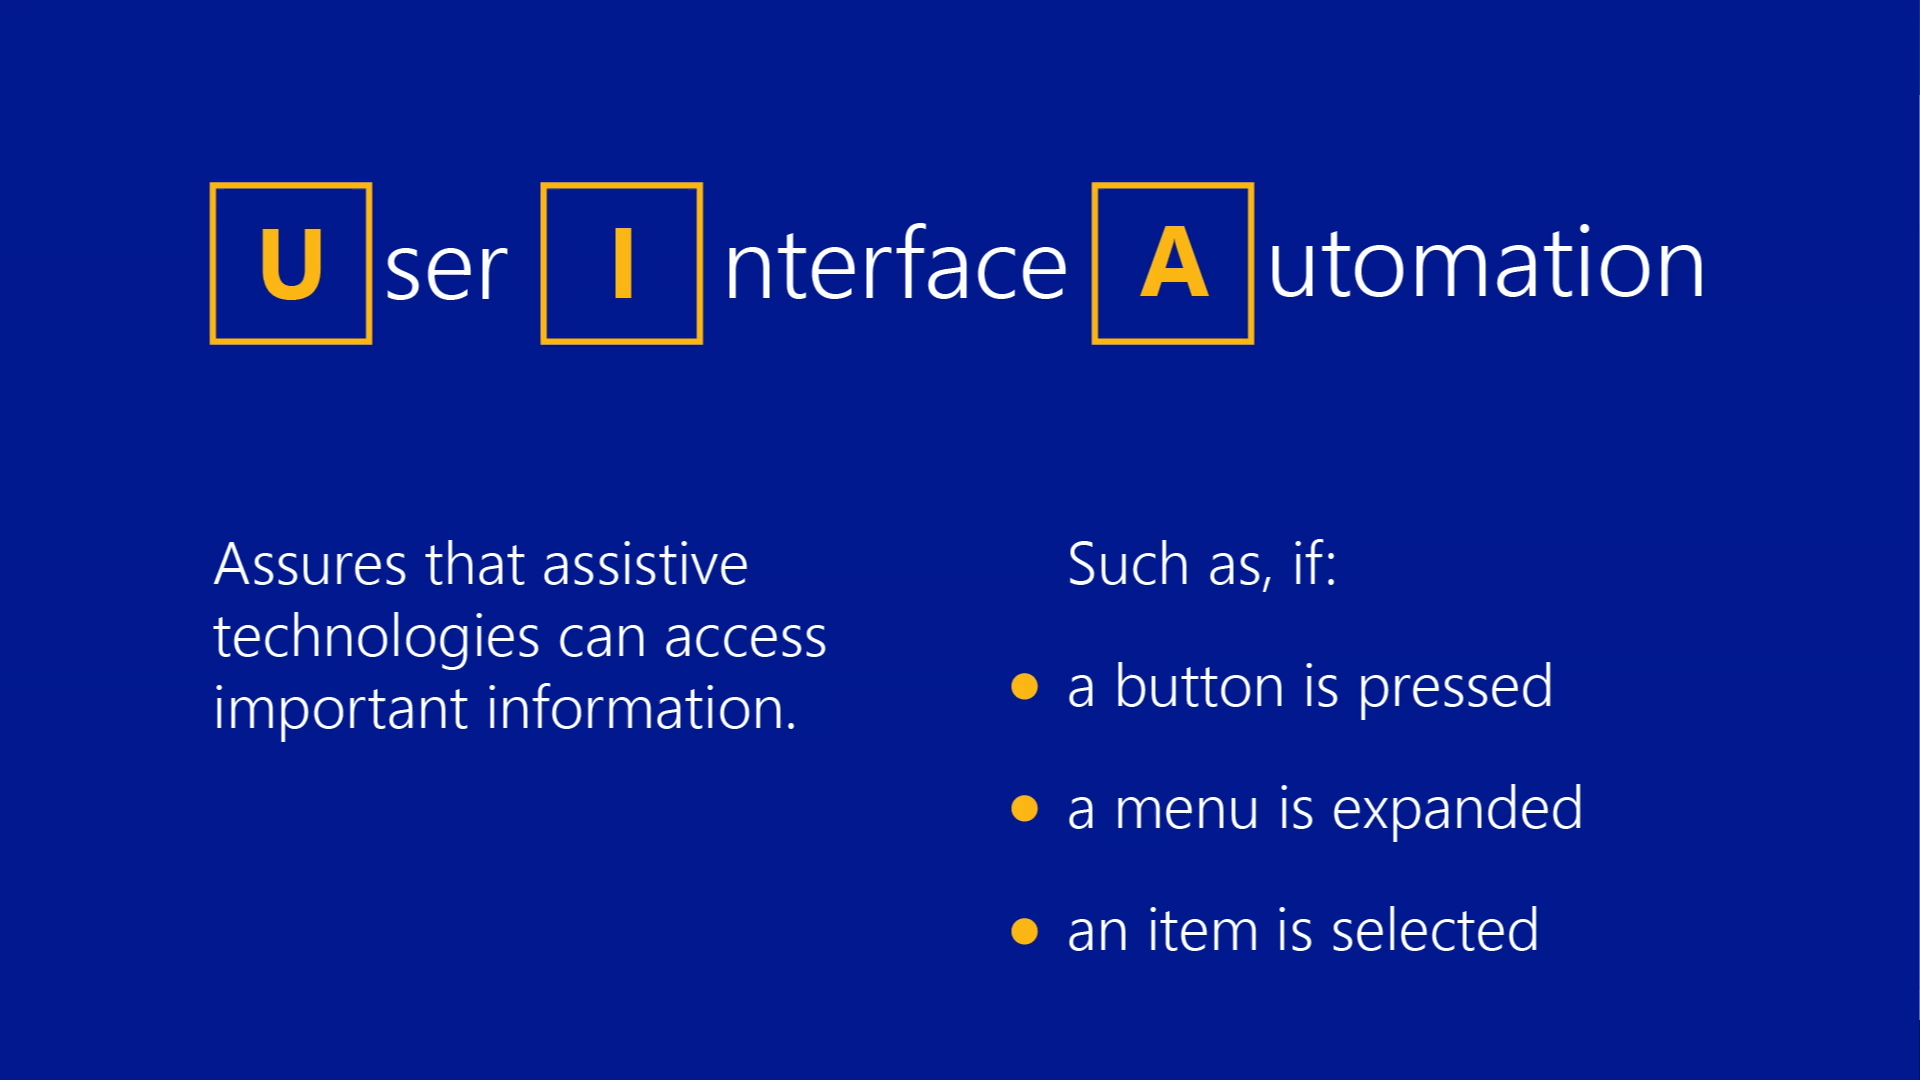 User Interface Automation
Assures that assistive
technologies can access
important information.
Such as, if:
a button is pressed
a menu is expanded
an item is selected